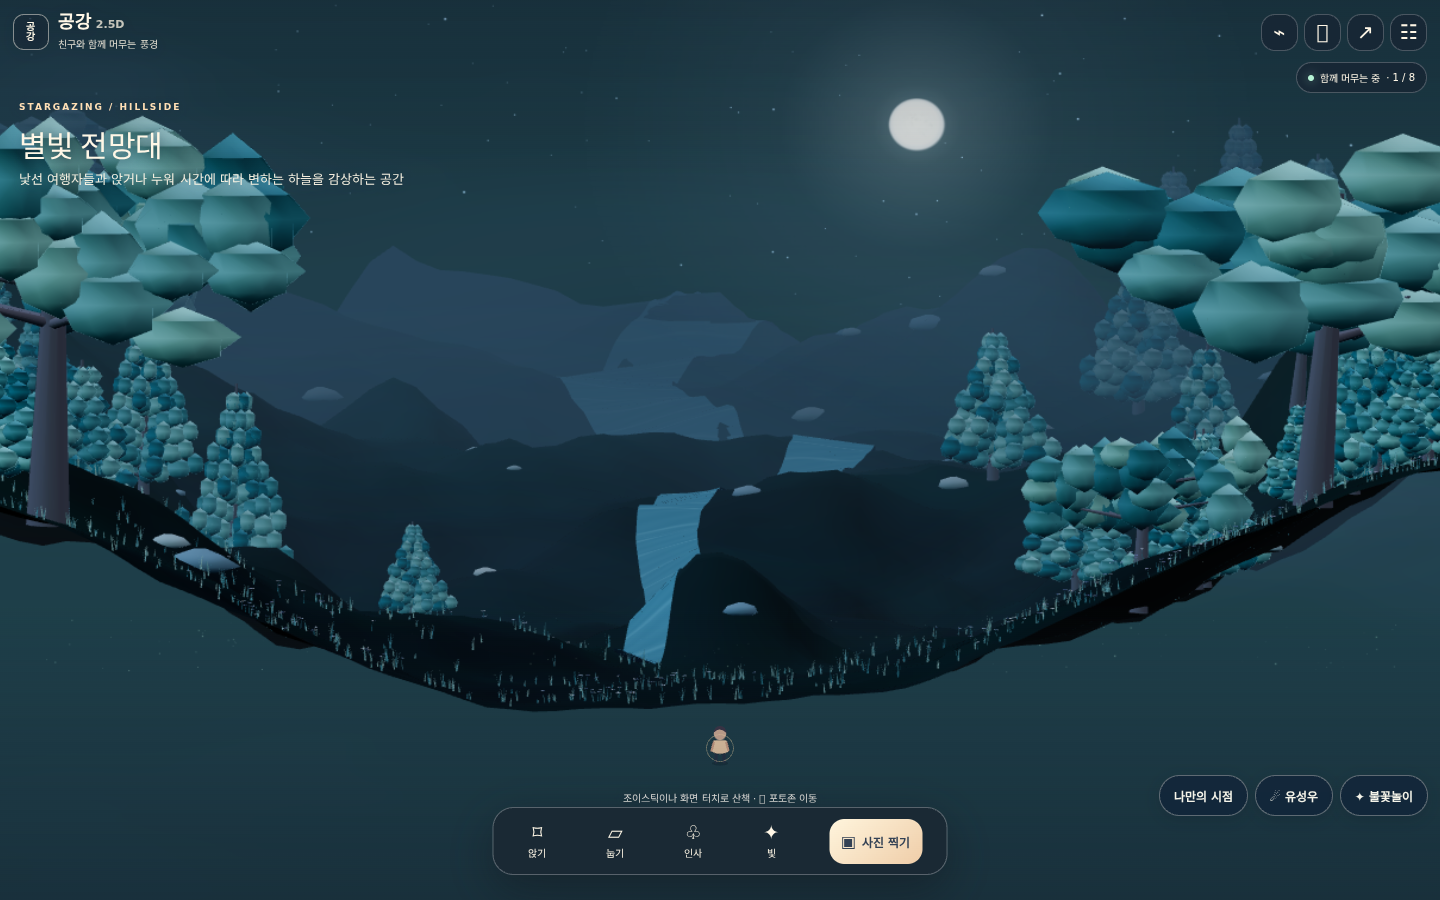 공강
공강 2.5D
친구와 함께 머무는 풍경
함께 머무는 중 · 1 / 8
STARGAZING / HILLSIDE
별빛 전망대
낯선 여행자들과 앉거나 누워 시간에 따라 변하는 하늘을 감상하는 공간
조이스틱이나 화면 터치로 산책 · 포토존 이동
나만의 시점
유성우
불꽃놀이
앉기
눕기
인사
빛
사진 찍기